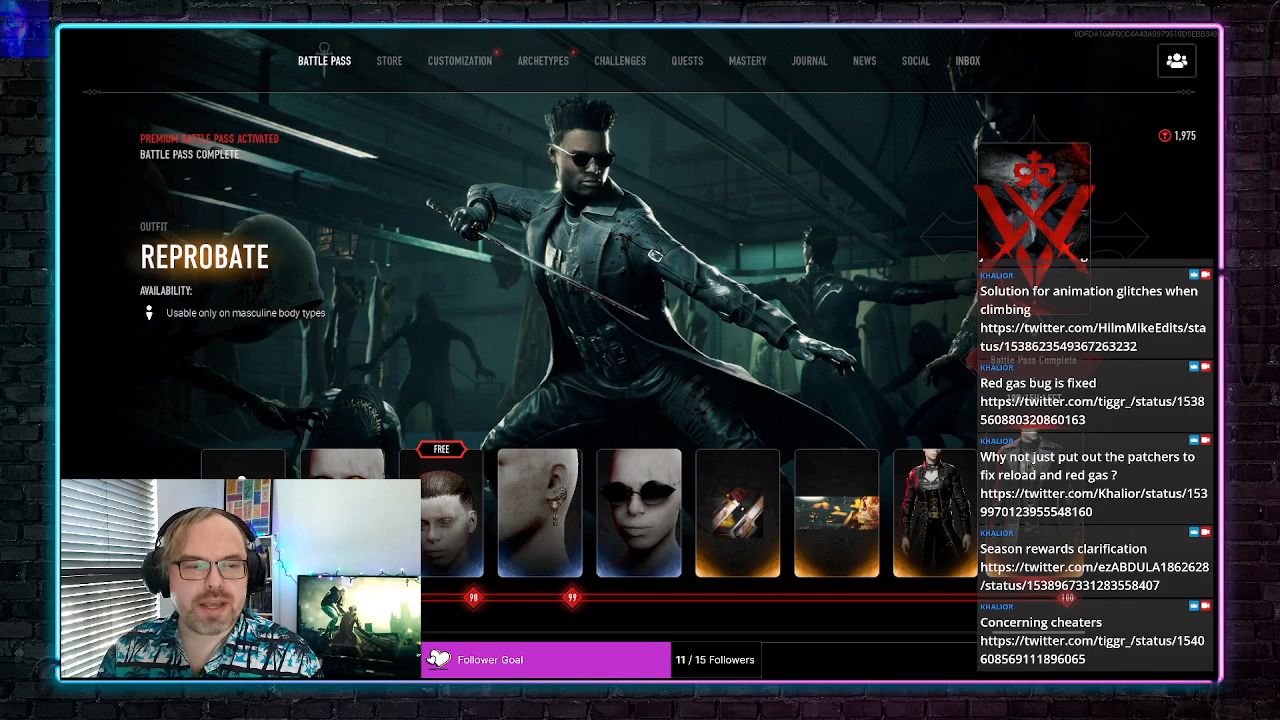 0DFDA16AF0CC4A43A5979518D9EBB349
BATTLE PASS
STORE
CUSTOMIZATION
ARCHETYPES
CHALLENGES
QUESTS
MASTERY
JOURNAL
NEWS
SOCIAL
INBOX
PREMIUM BATTLE PASS ACTIVATED
BATTLE PASS COMPLETE
1,975
OUTFIT
REPROBATE
AVAILABILITY:
Usable only on masculine body types
KHALIOR
Solution for animation glitches when
climbing
https://twitter.com/HilmMikeEdits/sta
tus/1538623549367263232
Battle Pass Complete
KHALIOR
Red gas bug is fixed
https://twitter.com/tiggr_/status/1538
560880320860163
KHALIOR
Why not just put out the patchers to
fix reload and red gas ?
https://twitter.com/Khalior/status/153
9970123955548160
KHALIOR
Season rewards clarification
https://twitter.com/ezABDULA1862628
/status/1538967331283558407
KHALIOR
Concerning cheaters
https://twitter.com/tiggr_/status/1540
608569111896065
FREE
98
99
100
Follower Goal
11 / 15 Followers